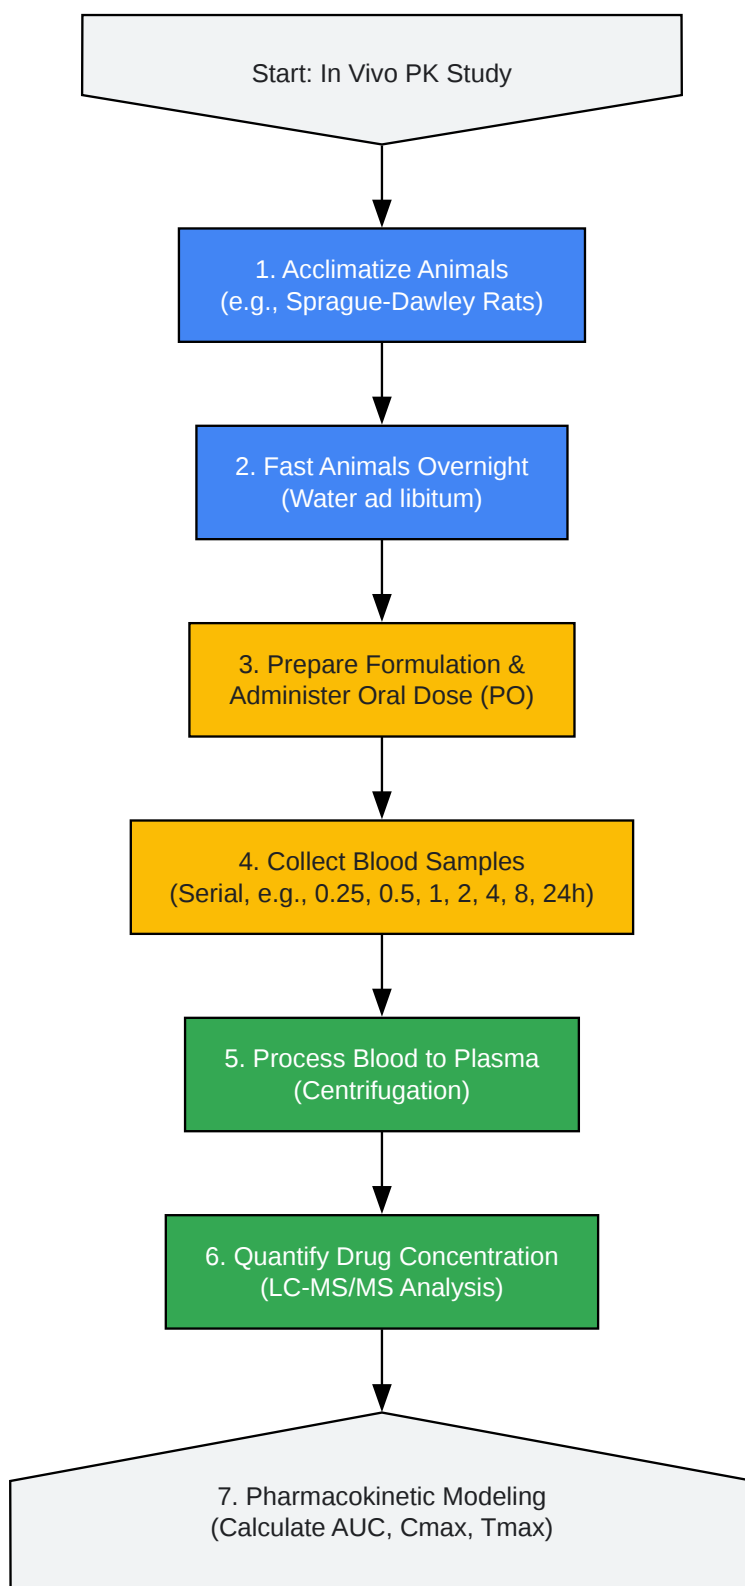 Start: In Vivo PK Study
1. Acclimatize Animals
(e.g., Sprague-Dawley Rats)
2. Fast Animals Overnight
(Water ad libitum)
3. Prepare Formulation &
Administer Oral Dose (PO)
4. Collect Blood Samples
(Serial, e.g., 0.25, 0.5, 1, 2, 4, 8, 24h)
5. Process Blood to Plasma
(Centrifugation)
6. Quantify Drug Concentration
(LC-MS/MS Analysis)
7. Pharmacokinetic Modeling
(Calculate AUC, Cmax, Tmax)